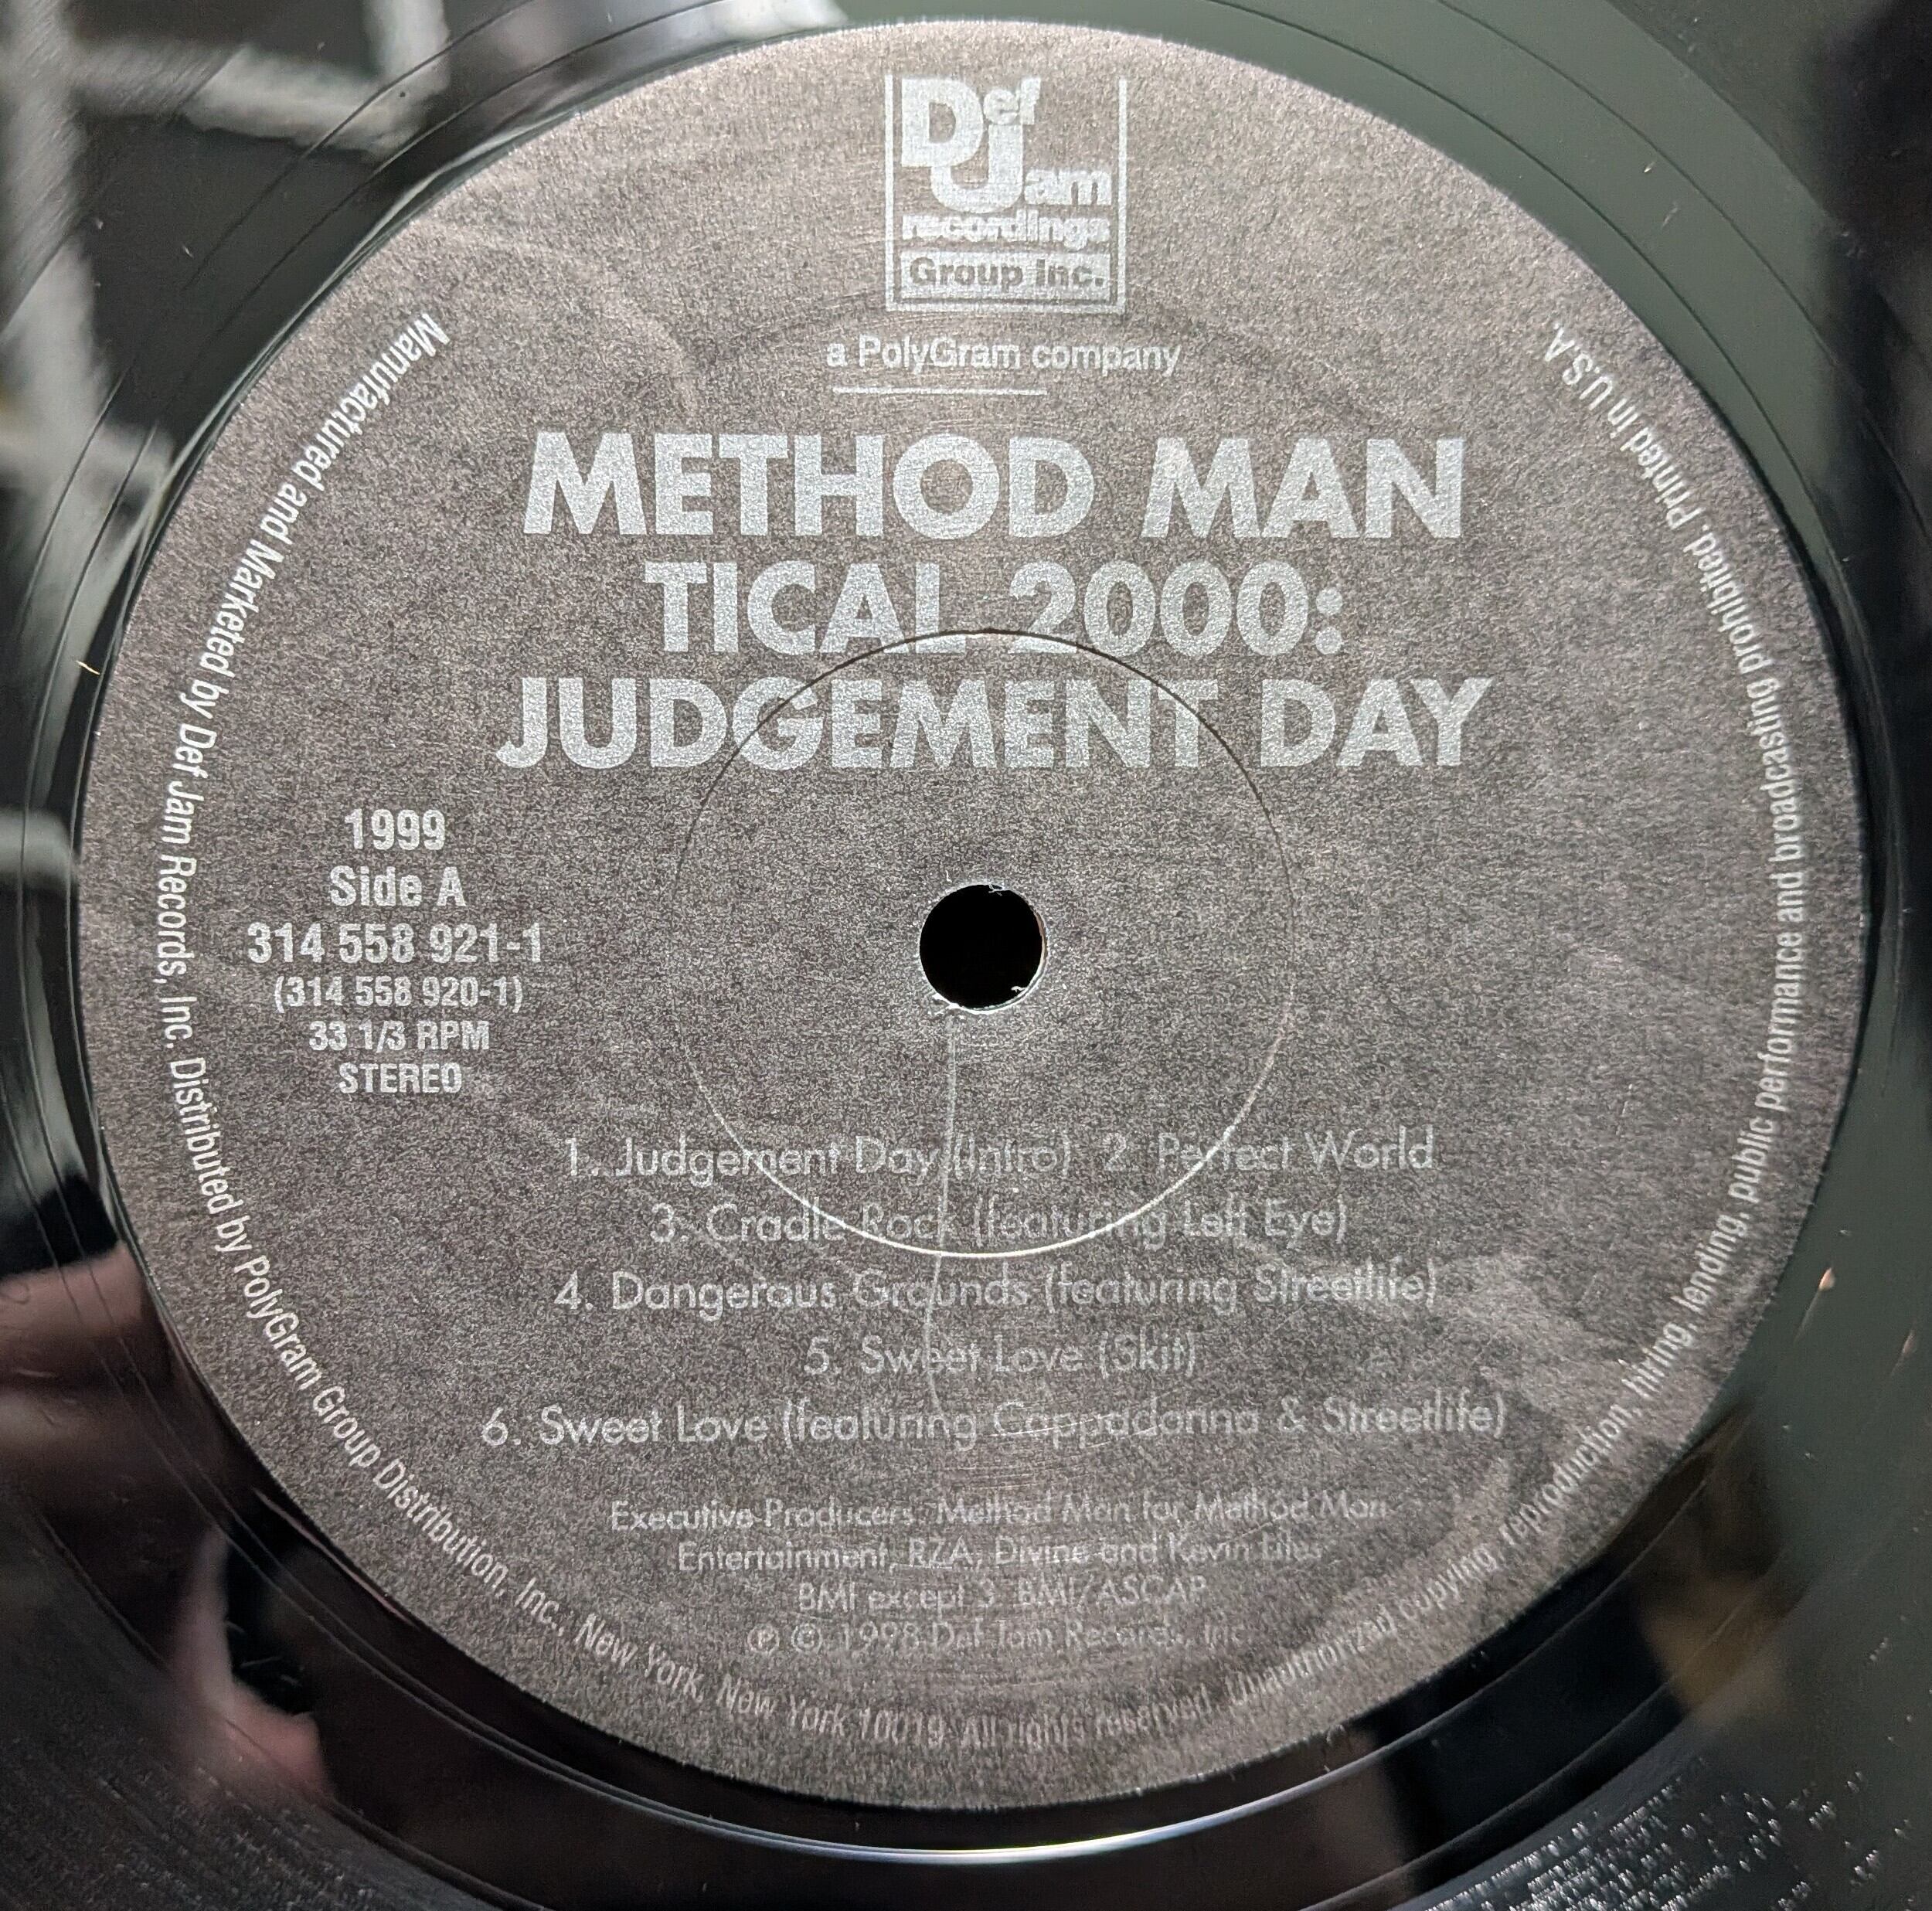 Def Jam
recordings
Group Inc.
a PolyGram company
METHOD MAN
TICAL 2000:
JUDGEMENT DAY
1999
Side A
314 558 921-1
(314 558 920-1)
33 1/3 RPM
STEREO
1. Judgement Day (Intro) 2. Perfect World
3. Cradle Rock (featuring Left Eye)
4. Dangerous Grounds (featuring Streetlife)
5. Sweet Love (Skit)
6. Sweet Love (featuring Cappadonna & Streetlife)
Executive Producers: Method Man for Method Man
Entertainment, RZA, Divine and Kevin Liles
BMI except 3. BMI/ASCAP
℗ © 1998 Def Jam Records, Inc.
Manufactured and Marketed by Def Jam Records, Inc. Distributed by PolyGram Group Distribution, Inc., New York, New York 10019 All rights reserved. Unauthorized copying, reproduction, hiring, lending, public performance and broadcasting prohibited. Printed in U.S.A.